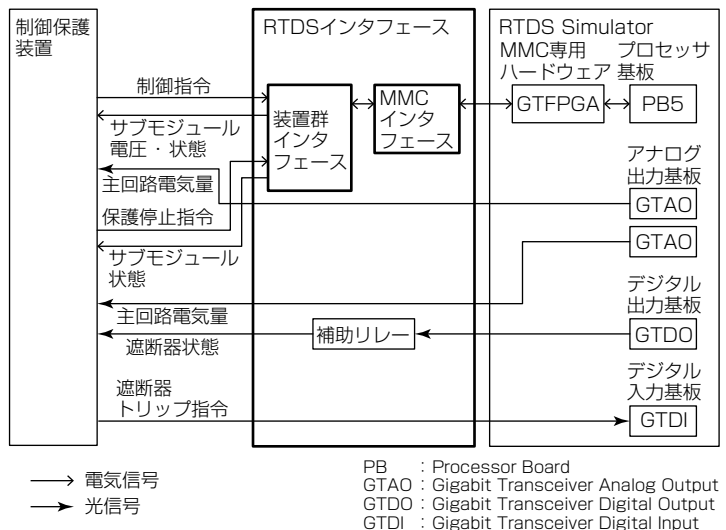 制御保護
装置
RTDSインタフェース
RTDS Simulator
MMC専用
ハードウェア
プロセッサ
基板
制御指令
装置群
インタ
フェース
MMC
インタ
フェース
GTFPGA
PB5
サブモジュール
電圧・状態
主回路電気量
保護停止指令
サブモジュール
状態
アナログ
出力基板
GTAO
GTAO
主回路電気量
遮断器状態
補助リレー
デジタル
出力基板
GTDO
遮断器
トリップ指令
デジタル
入力基板
GTDI
電気信号
光信号
PB : Processor Board
GTAO : Gigabit Transceiver Analog Output
GTDO : Gigabit Transceiver Digital Output
GTDI : Gigabit Transceiver Digital Input